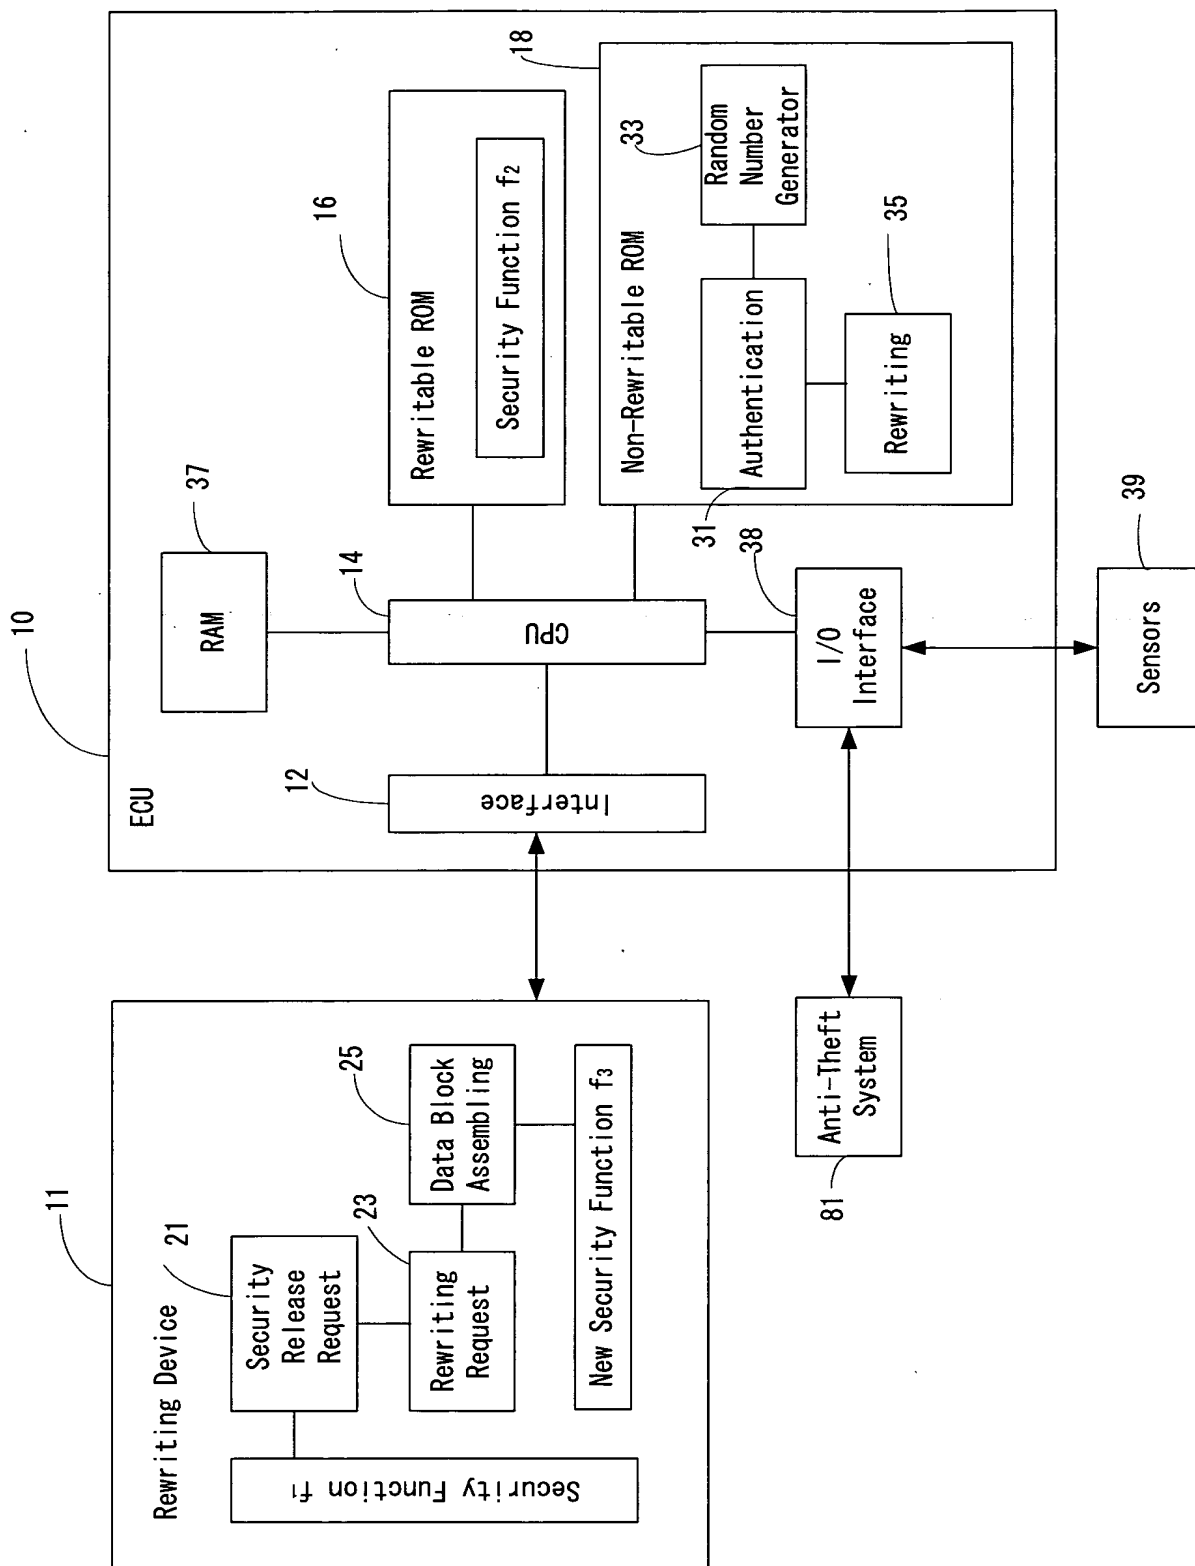 11
Rewriting Device
Security Function f1
21
Security
Release
Request
23
Rewriting
Request
25
Data Block
Assembling
New Security Function f3
10
ECU
12
Interface
14
CPU
37
RAM
16
Rewritable ROM
Security Function f2
18
Non-Rewritable ROM
31
Authentication
33
Random
Number
Generator
35
Rewriting
38
I/O
Interface
81
Anti-Theft
System
39
Sensors